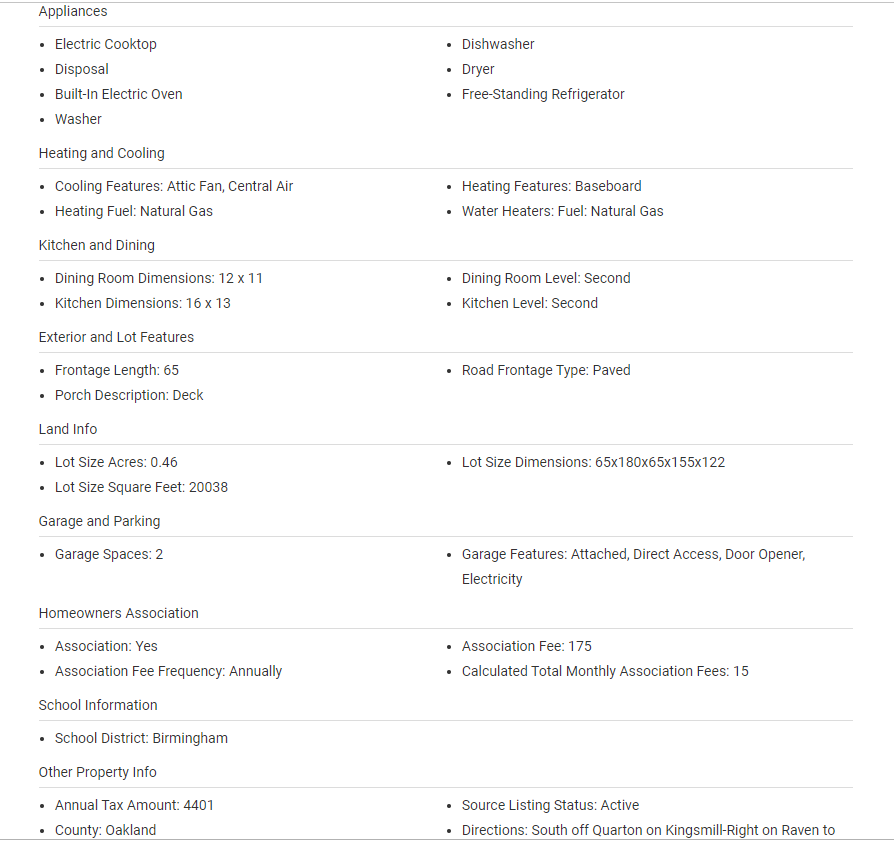 Appliances
Electric Cooktop
Dishwasher
Disposal
Dryer
Built-In Electric Oven
Free-Standing Refrigerator
Washer
Heating and Cooling
Cooling Features: Attic Fan, Central Air
Heating Features: Baseboard
Heating Fuel: Natural Gas
Water Heaters: Fuel: Natural Gas
Kitchen and Dining
Dining Room Dimensions: 12 x 11
Dining Room Level: Second
Kitchen Dimensions: 16 x 13
Kitchen Level: Second
Exterior and Lot Features
Frontage Length: 65
Road Frontage Type: Paved
Porch Description: Deck
Land Info
Lot Size Acres: 0.46
Lot Size Dimensions: 65x180x65x155x122
Lot Size Square Feet: 20038
Garage and Parking
Garage Spaces: 2
Garage Features: Attached, Direct Access, Door Opener,
Electricity
Homeowners Association
Association: Yes
Association Fee: 175
Association Fee Frequency: Annually
Calculated Total Monthly Association Fees: 15
School Information
School District: Birmingham
Other Property Info
Annual Tax Amount: 4401
Source Listing Status: Active
County: Oakland
Directions: South off Quarton on Kingsmill-Right on Raven to